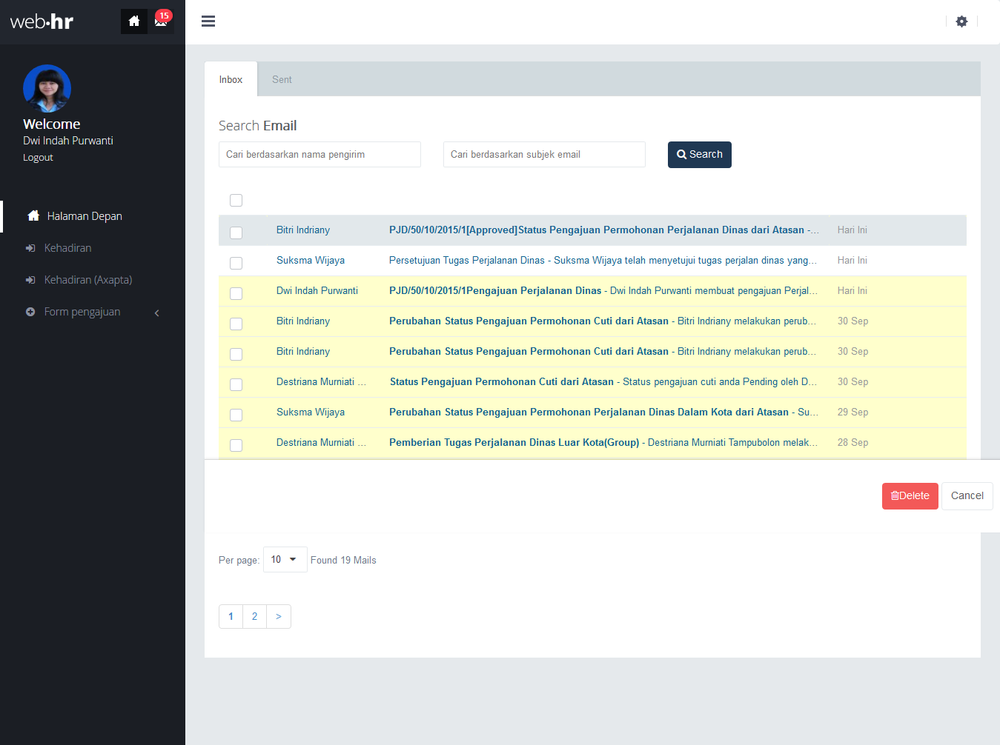 web·hr
15
Welcome
Dwi Indah Purwanti
Logout
Halaman Depan
Kehadiran
Kehadiran (Axapta)
Form pengajuan
Inbox
Sent
Search Email
Cari berdasarkan nama pengirim
Cari berdasarkan subjek email
Search
Bitri Indriany PJD/50/10/2015/1[Approved]Status Pengajuan Permohonan Perjalanan Dinas dari Atasan -... Hari Ini
Suksma Wijaya Persetujuan Tugas Perjalanan Dinas - Suksma Wijaya telah menyetujui tugas perjalan dinas yang... Hari Ini
Dwi Indah Purwanti PJD/50/10/2015/1Pengajuan Perjalanan Dinas - Dwi Indah Purwanti membuat pengajuan Perjal... Hari Ini
Bitri Indriany Perubahan Status Pengajuan Permohonan Cuti dari Atasan - Bitri Indriany melakukan perub... 30 Sep
Bitri Indriany Perubahan Status Pengajuan Permohonan Cuti dari Atasan - Bitri Indriany melakukan perub... 30 Sep
Destriana Murniati ... Status Pengajuan Permohonan Cuti dari Atasan - Status pengajuan cuti anda Pending oleh D... 30 Sep
Suksma Wijaya Perubahan Status Pengajuan Permohonan Perjalanan Dinas Dalam Kota dari Atasan - Su... 29 Sep
Destriana Murniati ... Pemberian Tugas Perjalanan Dinas Luar Kota(Group) - Destriana Murniati Tampubolon melak... 28 Sep
Delete
Cancel
Per page: 10 Found 19 Mails
1 2 >